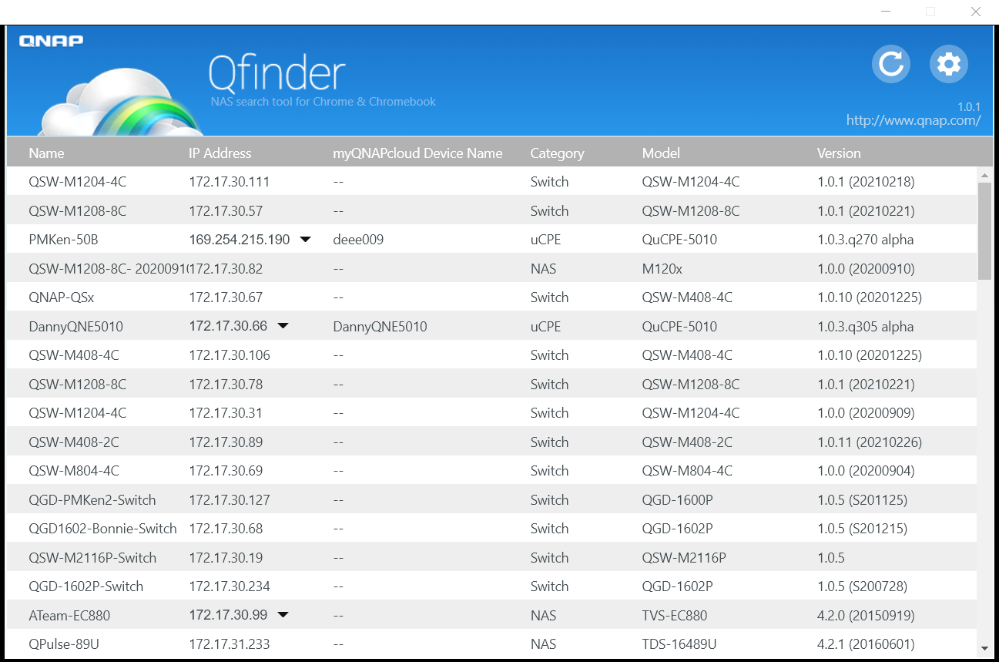 QNAP
Qfinder
NAS search tool for Chrome & Chromebook
1.0.1
http://www.qnap.com/
Name IP Address myQNAPcloud Device Name Category Model Version
QSW-M1204-4C 172.17.30.111 -- Switch QSW-M1204-4C 1.0.1 (20210218)
QSW-M1208-8C 172.17.30.57 -- Switch QSW-M1208-8C 1.0.1 (20210221)
PMKen-50B 169.254.215.190 deee009 uCPE QuCPE-5010 1.0.3.q270 alpha
QSW-M1208-8C- 2020091( 172.17.30.82 -- NAS M120x 1.0.0 (20200910)
QNAP-QSx 172.17.30.67 -- Switch QSW-M408-4C 1.0.10 (20201225)
DannyQNE5010 172.17.30.66 DannyQNE5010 uCPE QuCPE-5010 1.0.3.q305 alpha
QSW-M408-4C 172.17.30.106 -- Switch QSW-M408-4C 1.0.10 (20201225)
QSW-M1208-8C 172.17.30.78 -- Switch QSW-M1208-8C 1.0.1 (20210221)
QSW-M1204-4C 172.17.30.31 -- Switch QSW-M1204-4C 1.0.0 (20200909)
QSW-M408-2C 172.17.30.89 -- Switch QSW-M408-2C 1.0.11 (20210226)
QSW-M804-4C 172.17.30.69 -- Switch QSW-M804-4C 1.0.0 (20200904)
QGD-PMKen2-Switch 172.17.30.127 -- Switch QGD-1600P 1.0.5 (S201125)
QGD1602-Bonnie-Switch 172.17.30.68 -- Switch QGD-1602P 1.0.5 (S201215)
QSW-M2116P-Switch 172.17.30.19 -- Switch QSW-M2116P 1.0.5
QGD-1602P-Switch 172.17.30.234 -- Switch QGD-1602P 1.0.5 (S200728)
ATeam-EC880 172.17.30.99 -- NAS TVS-EC880 4.2.0 (20150919)
QPulse-89U 172.17.31.233 -- NAS TDS-16489U 4.2.1 (20160601)